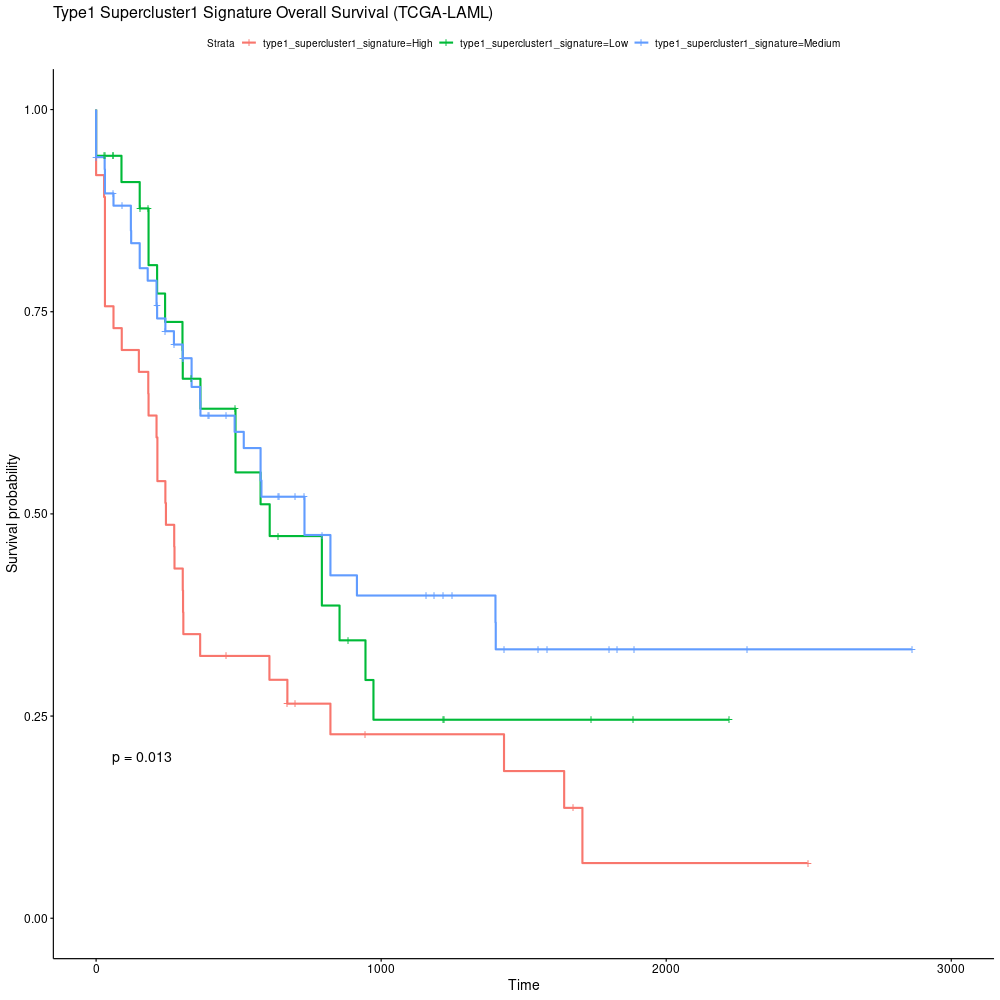 Type1 Supercluster1 Signature Overall Survival (TCGA-LAML)
Strata type1_supercluster1_signature=High type1_supercluster1_signature=Low type1_supercluster1_signature=Medium
1.00
0.75
0.50
0.25
0.00
Survival probability
p = 0.013
0 1000 2000 3000
Time